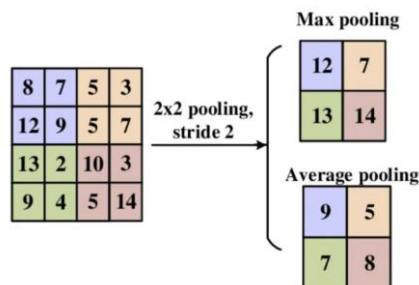 8 7 5 3
12 9 5 7
13 2 10 3
9 4 5 14
2x2 pooling,
stride 2
Max pooling
12 7
13 14
Average pooling
9 5
7 8